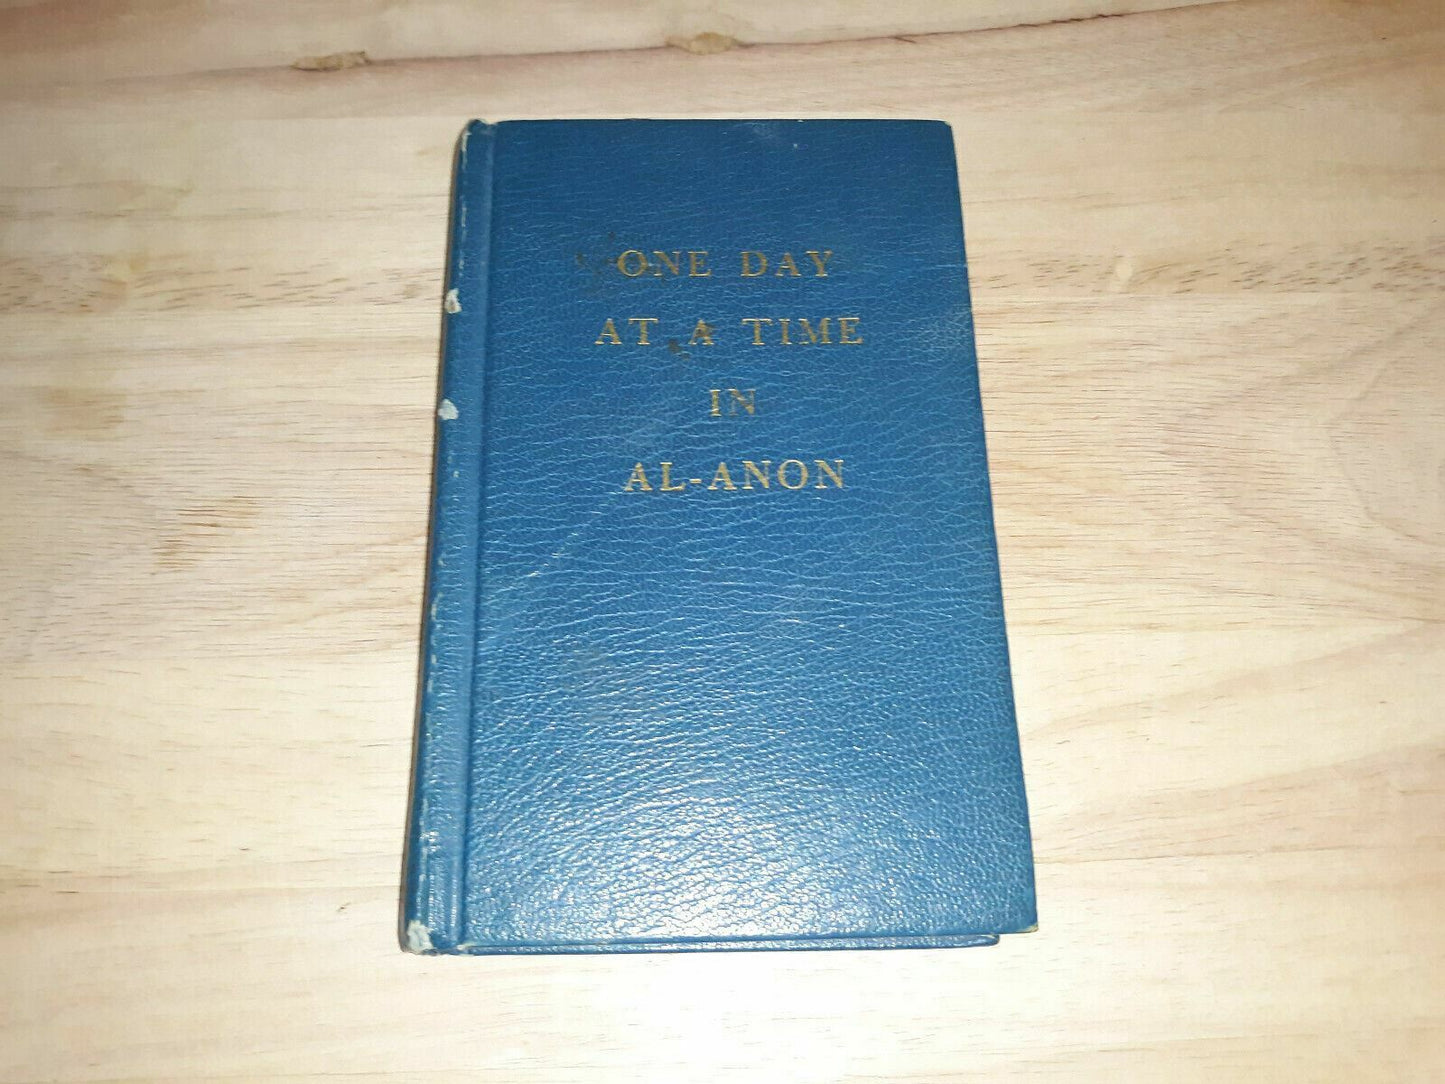 ONE DAY
AT A TIME
IN
AL-ANON